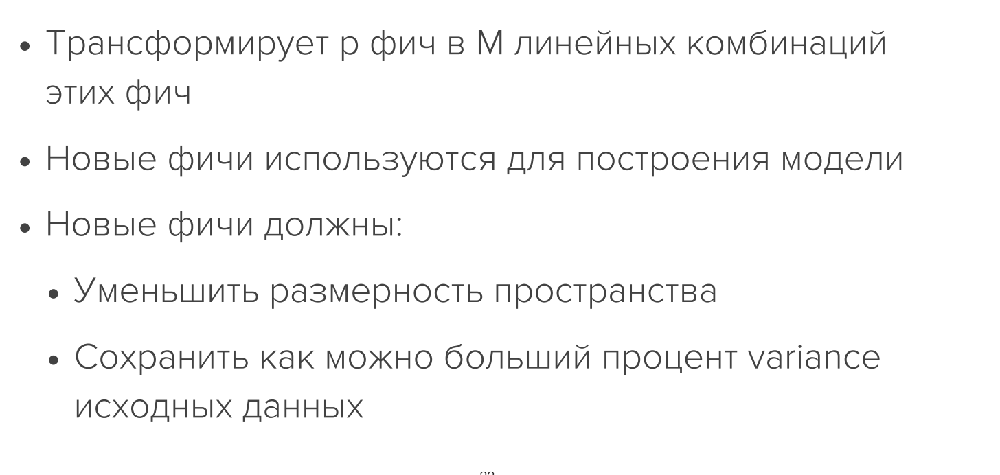 • Трансформирует p фич в M линейных комбинаций
этих фич
• Новые фичи используются для построения модели
• Новые фичи должны:
• Уменьшить размерность пространства
• Сохранить как можно больший процент variance
исходных данных